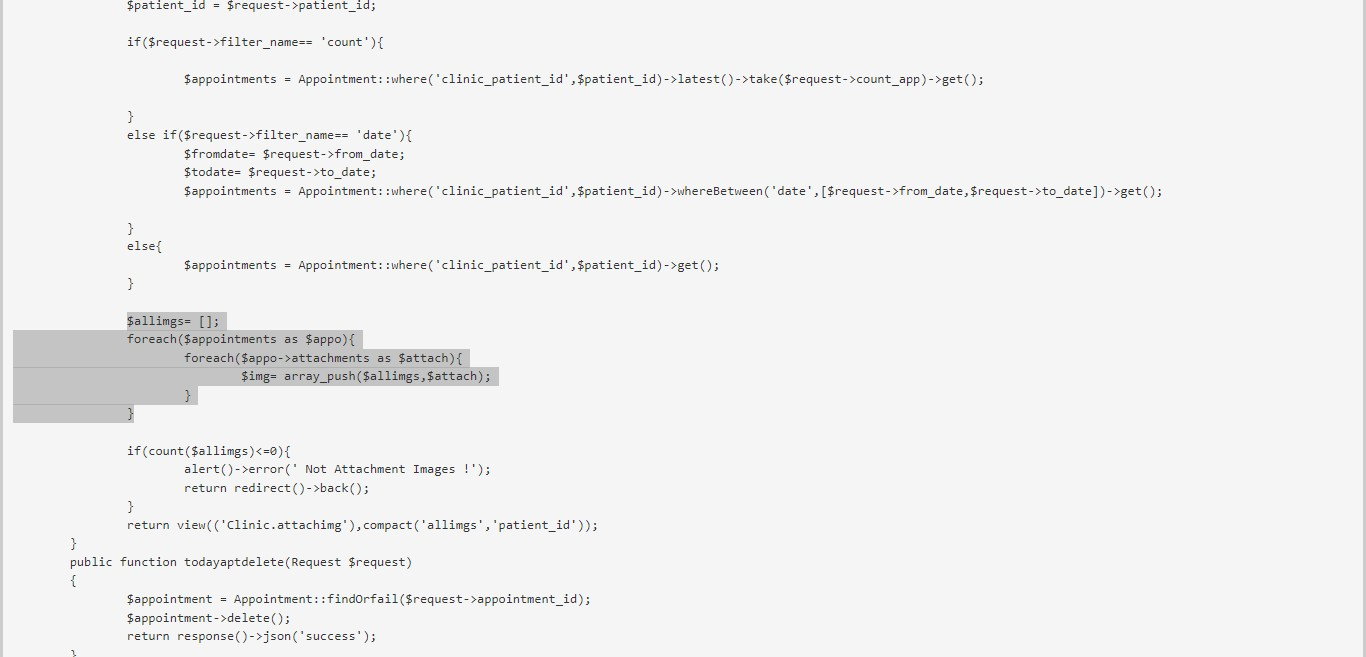 $patient_id = $request->patient_id;
if($request->filter_name== 'count'){
$appointments = Appointment::where('clinic_patient_id',$patient_id)->latest()->take($request->count_app)->get();
}
else if($request->filter_name== 'date'){
$fromdate= $request->from_date;
$todate= $request->to_date;
$appointments = Appointment::where('clinic_patient_id',$patient_id)->whereBetween('date',[$request->from_date,$request->to_date])->get();
}
else{
$appointments = Appointment::where('clinic_patient_id',$patient_id)->get();
}
$allimgs= [];
foreach($appointments as $appo){
foreach($appo->attachments as $attach){
$img= array_push($allimgs,$attach);
}
}
if(count($allimgs)<=0){
alert()->error(' Not Attachment Images !');
return redirect()->back();
}
return view(('Clinic.attachimg'),compact('allimgs','patient_id'));
}
public function todayaptdelete(Request $request)
{
$appointment = Appointment::findOrfail($request->appointment_id);
$appointment->delete();
return response()->json('success');
}